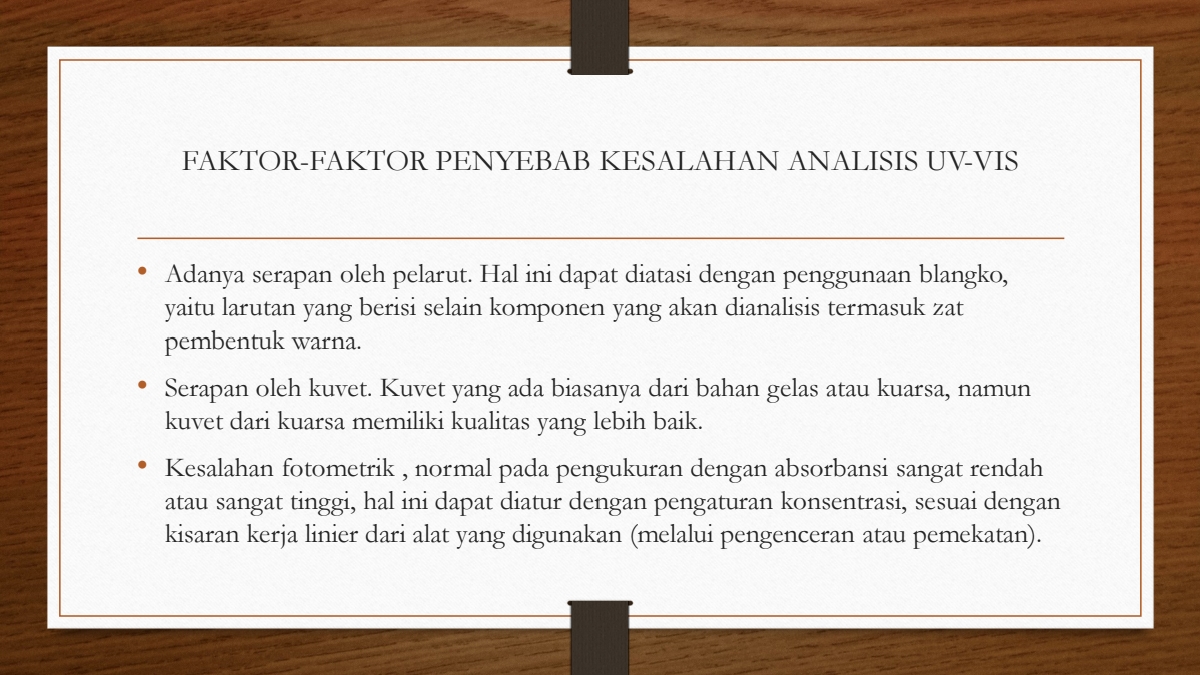 FAKTOR-FAKTOR PENYEBAB KESALAHAN ANALISIS UV-VIS
• Adanya serapan oleh pelarut. Hal ini dapat diatasi dengan penggunaan blangko,
yaitu larutan yang berisi selain komponen yang akan dianalisis termasuk zat
pembentuk warna.
• Serapan oleh kuvet. Kuvet yang ada biasanya dari bahan gelas atau kuarsa, namun
kuvet dari kuarsa memiliki kualitas yang lebih baik.
• Kesalahan fotometrik , normal pada pengukuran dengan absorbansi sangat rendah
atau sangat tinggi, hal ini dapat diatur dengan pengaturan konsentrasi, sesuai dengan
kisaran kerja linier dari alat yang digunakan (melalui pengenceran atau pemekatan).